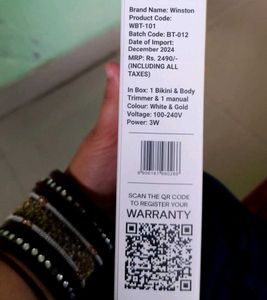 Brand Name: Winston
Product Code:
WBT-101
Batch Code: BT-012
Date of Import:
December 2024
MRP: Rs. 2490/-
(INCLUDING ALL
TAXES)
In Box: 1 Bikini & Body
Trimmer & 1 manual
Colour: White & Gold
Voltage: 100-240V
Power: 3W
SCAN THE QR CODE
TO REGISTER YOUR
WARRANTY